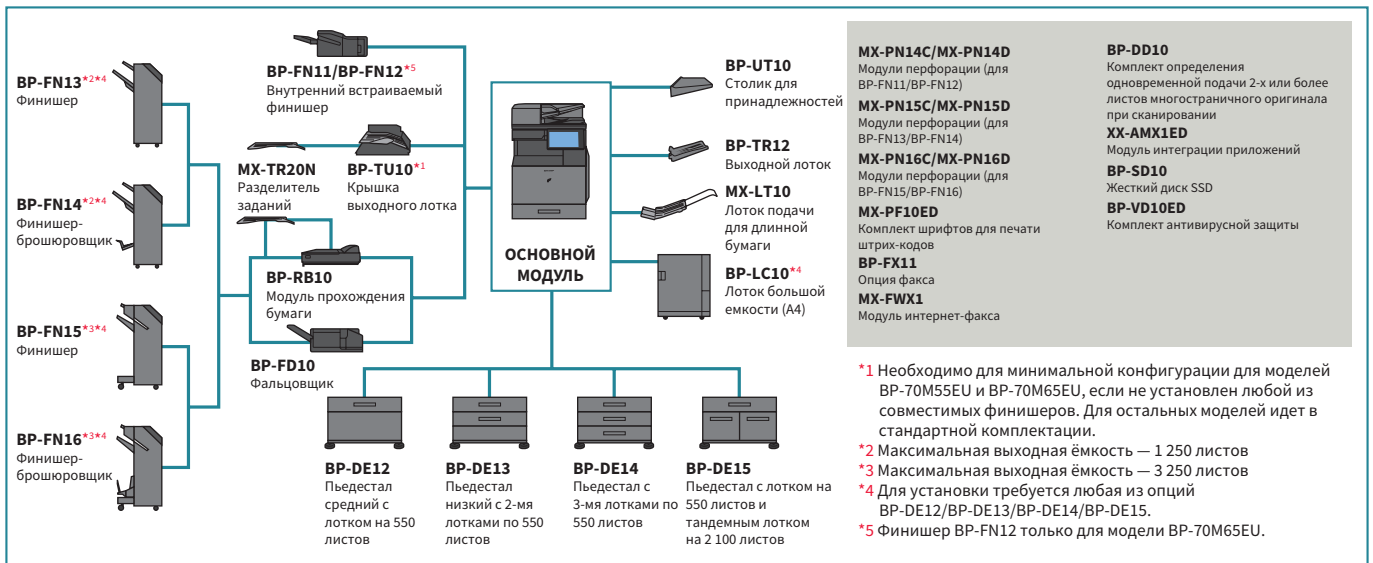 BP-FN13*2*4
Финишер
BP-FN14*2*4
Финишер-
брошюровщик
BP-FN15*3*4
Финишер
BP-FN16*3*4
Финишер-
брошюровщик
BP-FN11/BP-FN12*5
Внутренний встраиваемый
финишер
MX-TR20N
Разделитель
заданий
BP-TU10*1
Крышка
выходного лотка
BP-RB10
Модуль прохождения
бумаги
BP-FD10
Фальцовщик
ОСНОВНОЙ
МОДУЛЬ
BP-UT10
Столик для
принадлежностей
BP-TR12
Выходной лоток
MX-LT10
Лоток подачи
для длинной
бумаги
BP-LC10*4
Лоток большой
емкости (A4)
BP-DE12
Пьедестал
средний с
лотком на 550
листов
BP-DE13
Пьедестал
низкий с 2-мя
лотками по 550
листов
BP-DE14
Пьедестал с
3-мя лотками по
550 листов
BP-DE15
Пьедестал с лотком на
550 листов и
тандемным лотком
на 2 100 листов
MX-PN14C/MX-PN14D
Модули перфорации (для
BP-FN11/BP-FN12)
MX-PN15C/MX-PN15D
Модули перфорации (для
BP-FN13/BP-FN14)
MX-PN16C/MX-PN16D
Модули перфорации (для
BP-FN15/BP-FN16)
MX-PF10ED
Комплект шрифтов для печати
штрих-кодов
BP-FX11
Опция факса
MX-FWX1
Модуль интернет-факса
BP-DD10
Комплект определения
одновременной подачи 2-х или более
листов многостраничного оригинала
при сканировании
XX-AMX1ED
Модуль интеграции приложений
BP-SD10
Жесткий диск SSD
BP-VD10ED
Комплект антивирусной защиты
*1 Необходимо для минимальной конфигурации для моделей
BP-70M55EU и BP-70M65EU, если не установлен любой из
совместимых финишеров. Для остальных моделей идет в
стандартной комплектации.
*2 Максимальная выходная ёмкость — 1 250 листов
*3 Максимальная выходная ёмкость — 3 250 листов
*4 Для установки требуется любая из опций
BP-DE12/BP-DE13/BP-DE14/BP-DE15.
*5 Финишер BP-FN12 только для модели BP-70M65EU.